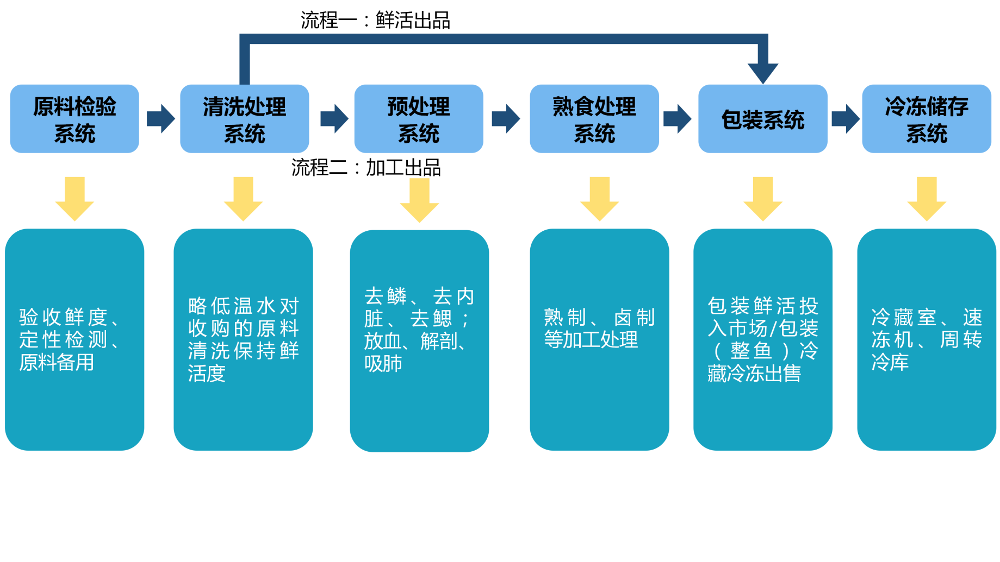 流程一：鲜活出品
原料检验
系统
清洗处理
系统
预处理
系统
熟食处理
系统
包装系统
冷冻储存
系统
流程二：加工出品
验收鲜度、
定性检测、
原料备用
略低温水对
收购的原料
清洗保持鲜
活度
去鳞、去内
脏、去鳃；
放血、解剖、
吸肺
熟制、卤制
等加工处理
包装鲜活投
入市场/包装
（整鱼）冷
藏冷冻出售
冷藏室、速
冻机、周转
冷库